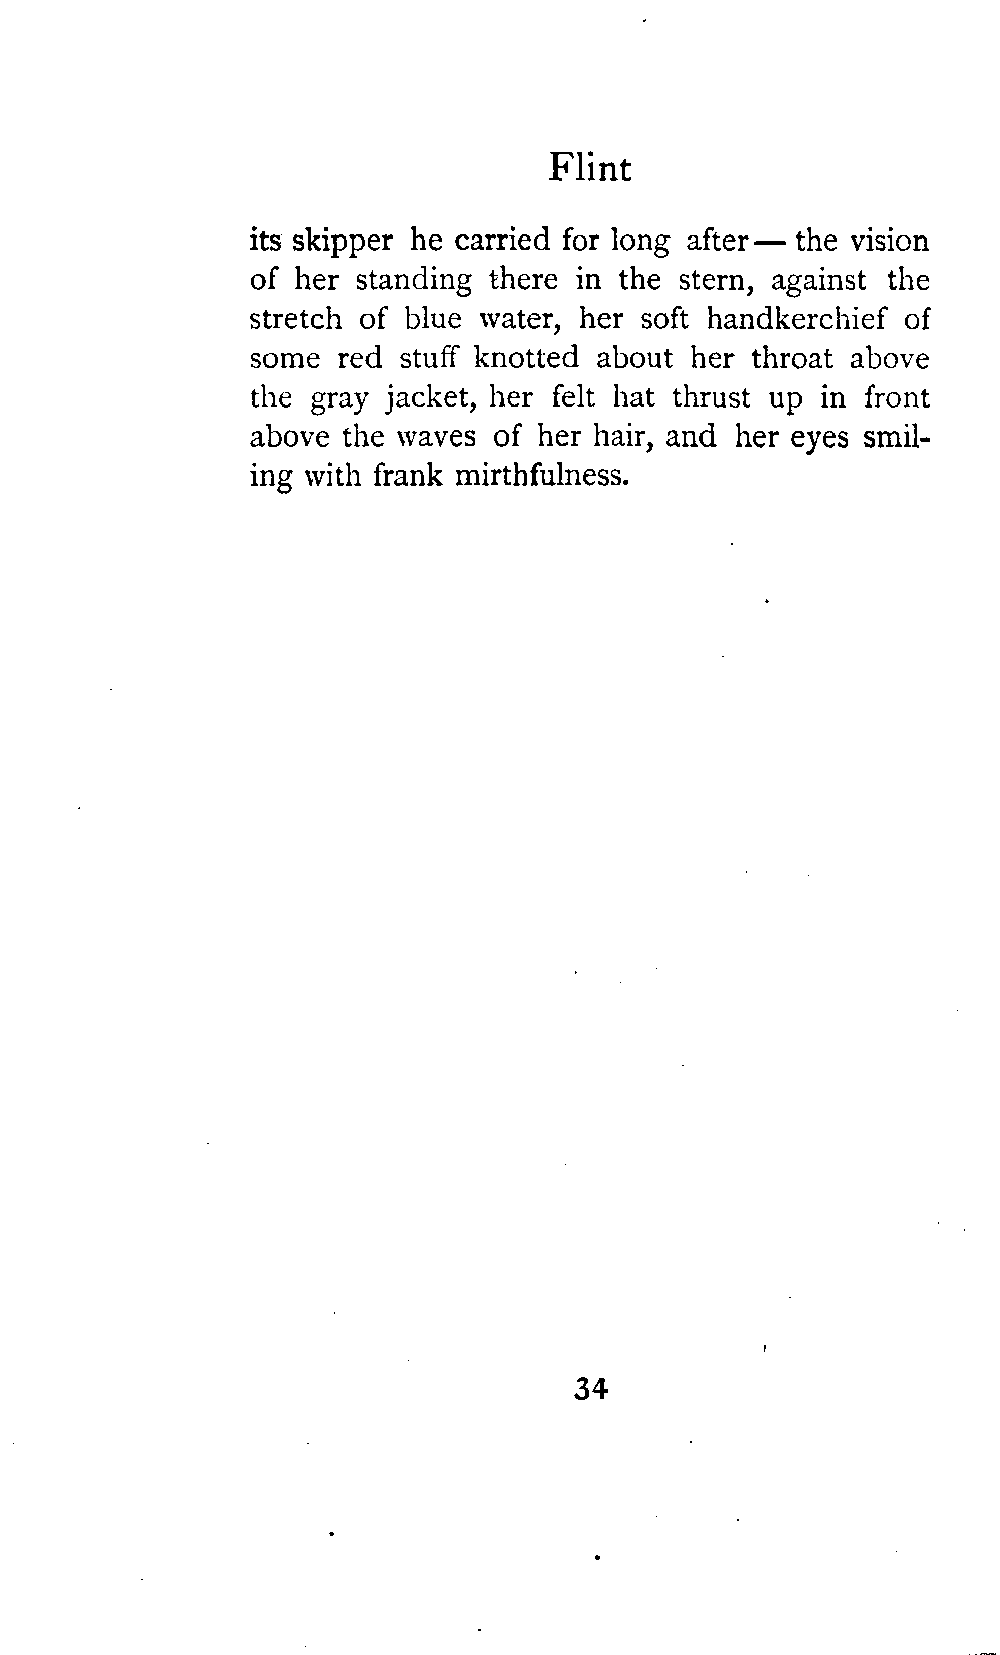 Flint
its skipper he carried for long after— the vision
of her standing there in the stern, against the
stretch of blue water, her soft handkerchief of
some red stuff knotted about her throat above
the gray jacket, her felt hat thrust up in front
above the waves of her hair, and her eyes smil-
ing with frank mirthfulness.
34